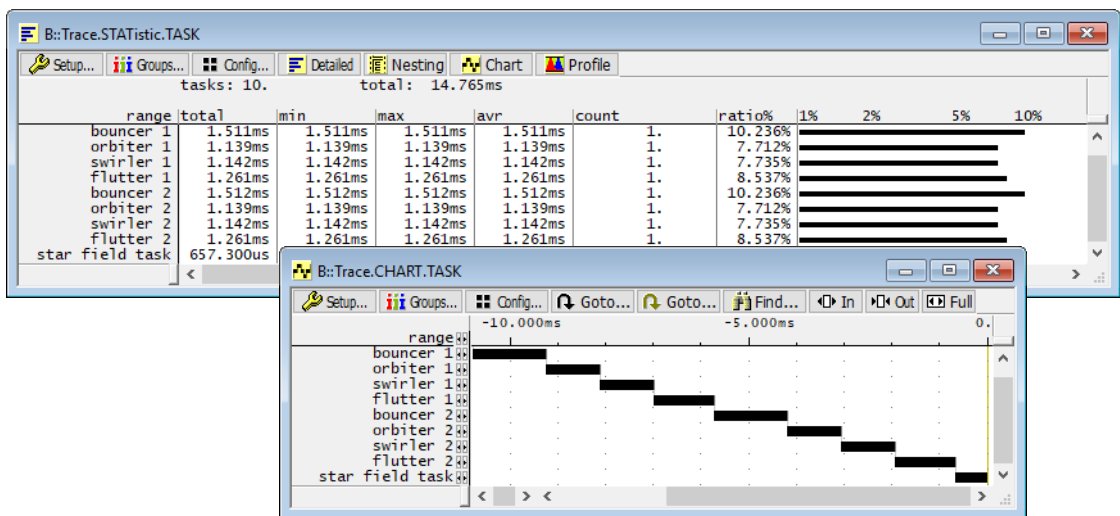 B::Trace.STATistic.TASK
Setup... Groups... Config... Detailed Nesting Chart Profile
tasks: 10. total: 14.765ms
range total min max avr count ratio% 1% 2% 5% 10%
bouncer 1 1.511ms 1.511ms 1.511ms 1.511ms 1. 10.236%
orbiter 1 1.139ms 1.139ms 1.139ms 1.139ms 1. 7.712%
swirler 1 1.142ms 1.142ms 1.142ms 1.142ms 1. 7.735%
flutter 1 1.261ms 1.261ms 1.261ms 1.261ms 1. 8.537%
bouncer 2 1.512ms 1.512ms 1.512ms 1.512ms 1. 10.236%
orbiter 2 1.139ms 1.139ms 1.139ms 1.139ms 1. 7.712%
swirler 2 1.142ms 1.142ms 1.142ms 1.142ms 1. 7.735%
flutter 2 1.261ms 1.261ms 1.261ms 1.261ms 1. 8.537%
star field task 657.300us
B::Trace.CHART.TASK
Setup... Groups... Config... Goto... Goto... Find... In Out Full
-10.000ms -5.000ms 0.
range
bouncer 1
orbiter 1
swirler 1
flutter 1
bouncer 2
orbiter 2
swirler 2
flutter 2
star field task